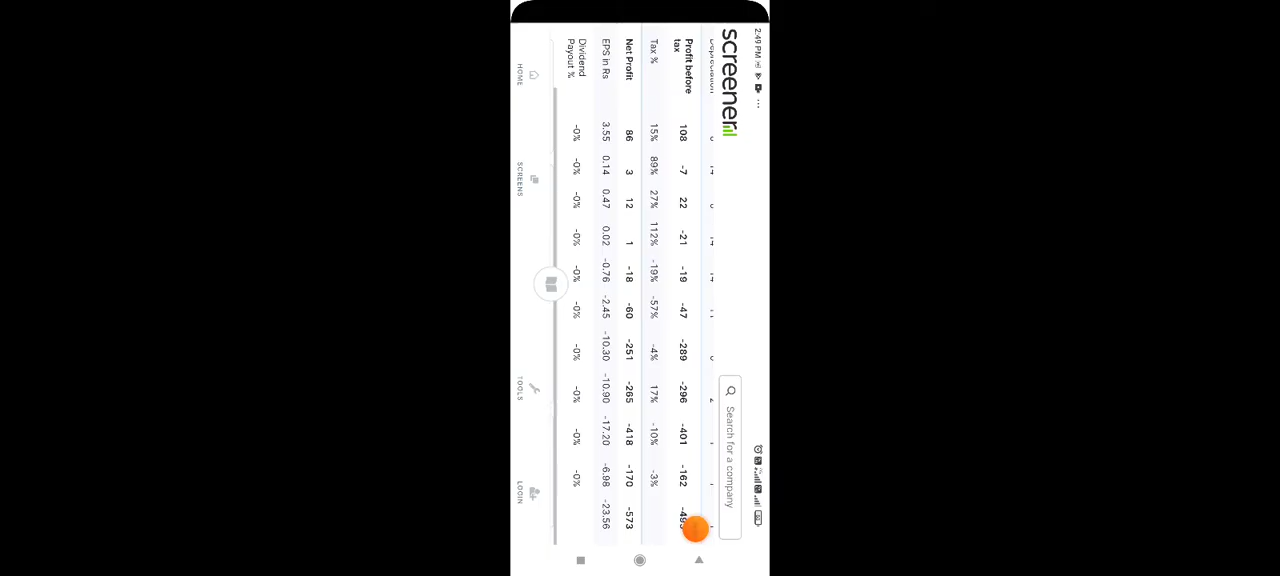 2:49 PM
screener
Search for a company
Depreciation
Profit before tax 108 -7 22 -21 -19 -47 -289 -296 -401 -162
Tax % 15% 89% 27% 112% -19% -57% -4% 17% -10% -3%
Net Profit 86 3 12 1 -18 -60 -251 -265 -418 -170 -573
EPS in Rs 3.55 0.14 0.47 0.02 -0.76 -2.45 -10.30 -10.90 -17.20 -6.98 -23.56
Dividend Payout % -0% -0% -0% -0% -0% -0% -0% -0% -0% -0%
HOME SCREENS TOOLS LOGIN